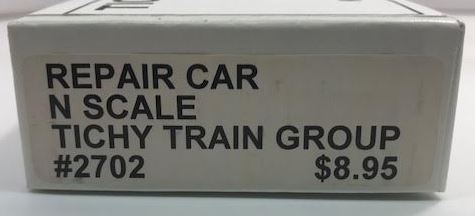 REPAIR CAR
N SCALE
TICHY TRAIN GROUP
#2702 $8.95